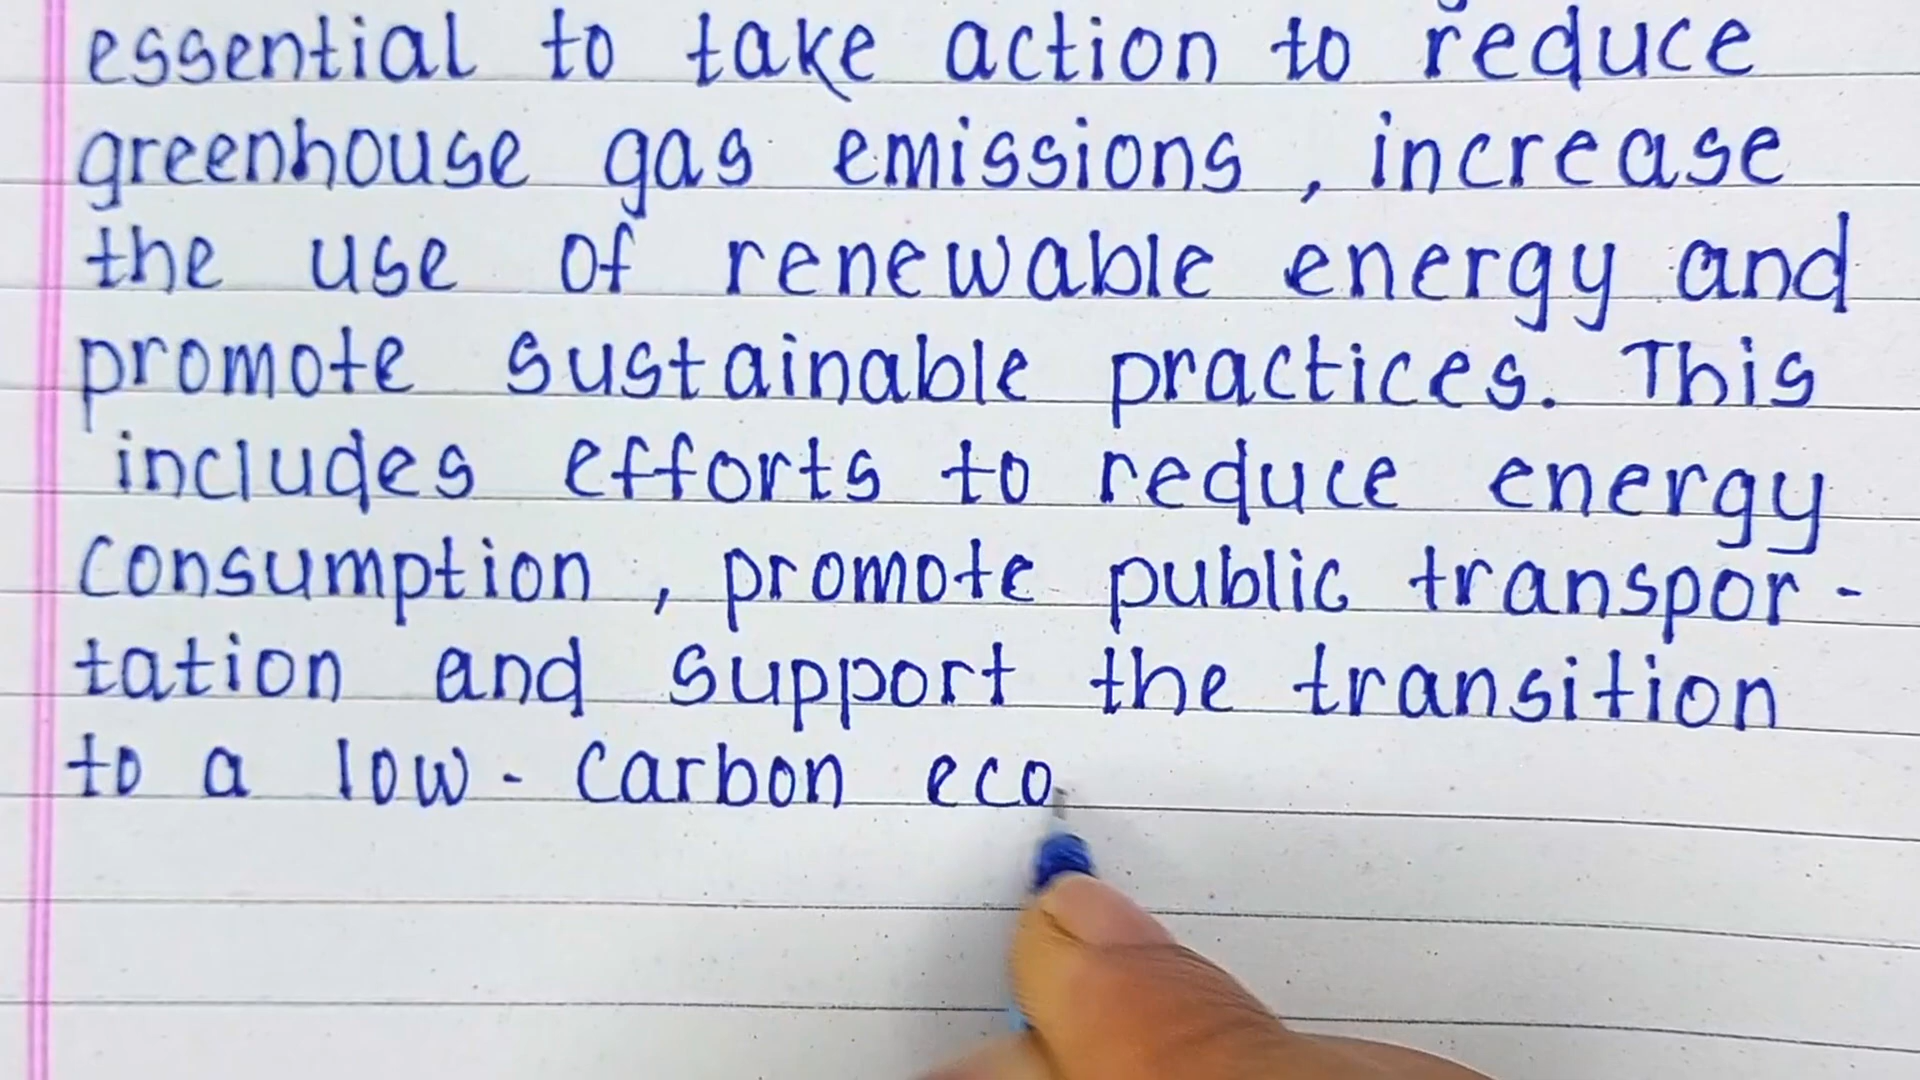 essential to take action to reduce
greenhouse gas emissions , increase
the use of renewable energy and
promote sustainable practices. This
includes efforts to reduce energy
consumption , promote public transpor -
tation and support the transition
to a low - carbon eco